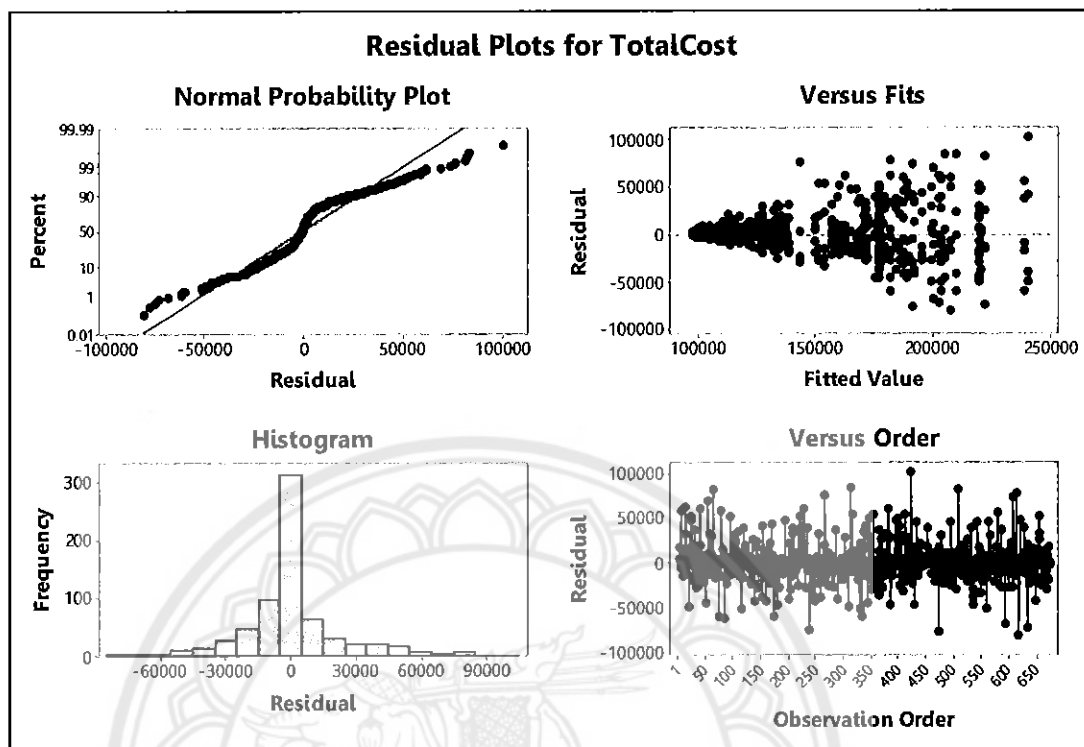 Residual Plots for TotalCost
Normal Probability Plot
99.99
99
90
50
10
1
0.01
Percent
-100000 -50000 0 50000 100000
Residual
Versus Fits
100000
50000
0
-50000
-100000
Residual
100000 150000 200000 250000
Fitted Value
Histogram
300
200
100
0
Frequency
-60000 -30000 0 30000 60000 90000
Residual
Versus Order
100000
50000
0
-50000
-100000
Residual
1 50 100 150 200 250 300 350 400 450 500 550 600 650
Observation Order